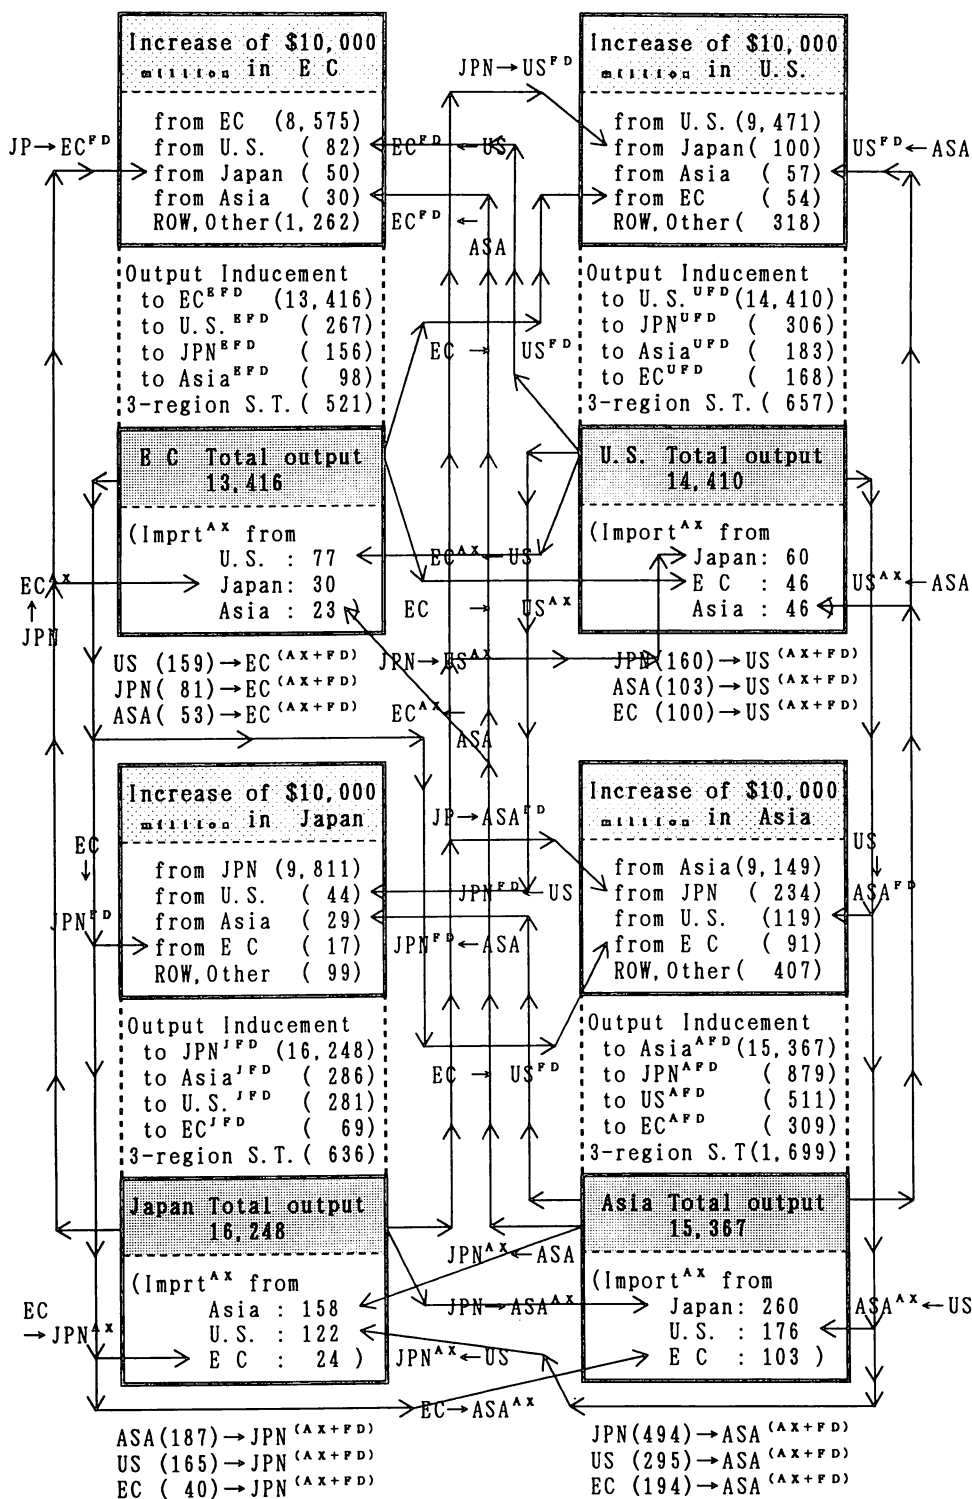 Increase of $10,000
million in E C
from EC (8,575)
from U.S. ( 82)
from Japan ( 50)
from Asia ( 30)
ROW,Other(1,262)
Output Inducement
to EC^EFD (13,416)
to U.S.^EFD ( 267)
to JPN^EFD ( 156)
to Asia^EFD ( 98)
3-region S.T.( 521)
E C Total output
13,416
(Imprt^AX from
U.S. : 77
Japan: 30
Asia : 23 )
US (159)→EC^(AX+FD)
JPN( 81)→EC^(AX+FD)
ASA( 53)→EC^(AX+FD)
Increase of $10,000
million in U.S.
from U.S.(9,471)
from Japan( 100)
from Asia ( 57)
from EC ( 54)
ROW,Other( 318)
Output Inducement
to U.S.^UFD(14,410)
to JPN^UFD ( 306)
to Asia^UFD ( 183)
to EC^UFD ( 168)
3-region S.T.( 657)
U.S. Total output
14,410
(Import^AX from
Japan: 60
E C : 46
Asia : 46 )
JPN(160)→US^(AX+FD)
ASA(103)→US^(AX+FD)
EC (100)→US^(AX+FD)
Increase of $10,000
million in Japan
from JPN (9,811)
from U.S. ( 44)
from Asia ( 29)
from E C ( 17)
ROW,Other ( 99)
Output Inducement
to JPN^JFD (16,248)
to Asia^JFD ( 286)
to U.S.^JFD ( 281)
to EC^JFD ( 69)
3-region S.T.( 636)
Japan Total output
16,248
(Imprt^AX from
Asia : 158
U.S. : 122
E C : 24 )
ASA(187)→JPN^(AX+FD)
US (165)→JPN^(AX+FD)
EC ( 40)→JPN^(AX+FD)
Increase of $10,000
million in Asia
from Asia(9,149)
from JPN (234)
from U.S. (119)
from E C ( 91)
ROW,Other( 407)
Output Inducement
to Asia^AFD(15,367)
to JPN^AFD ( 879)
to US^AFD ( 511)
to EC^AFD ( 309)
3-region S.T(1,699)
Asia Total output
15,367
(Import^AX from
Japan: 260
U.S. : 176
E C : 103 )
JPN(494)→ASA^(AX+FD)
US (295)→ASA^(AX+FD)
EC (194)→ASA^(AX+FD)
JP→EC^FD
JPN→US^FD
EC^FD←US
US^FD←ASA
EC^FD←
ASA
EC → US^FD
EC^AX
↑
JPN
EC^AX←US
EC → US^AX
US^AX←ASA
JPN→US^AX
EC^AX←
ASA
EC
↓
JPN^FD
JP→ASA^FD
US
↓
ASA^FD
JPN^FD←US
JPN^FD←ASA
EC → US^FD
JPN^AX←ASA
JPN→ASA^AX
EC
→JPN^AX
ASA^AX←US
JPN^AX←US
EC→ASA^AX